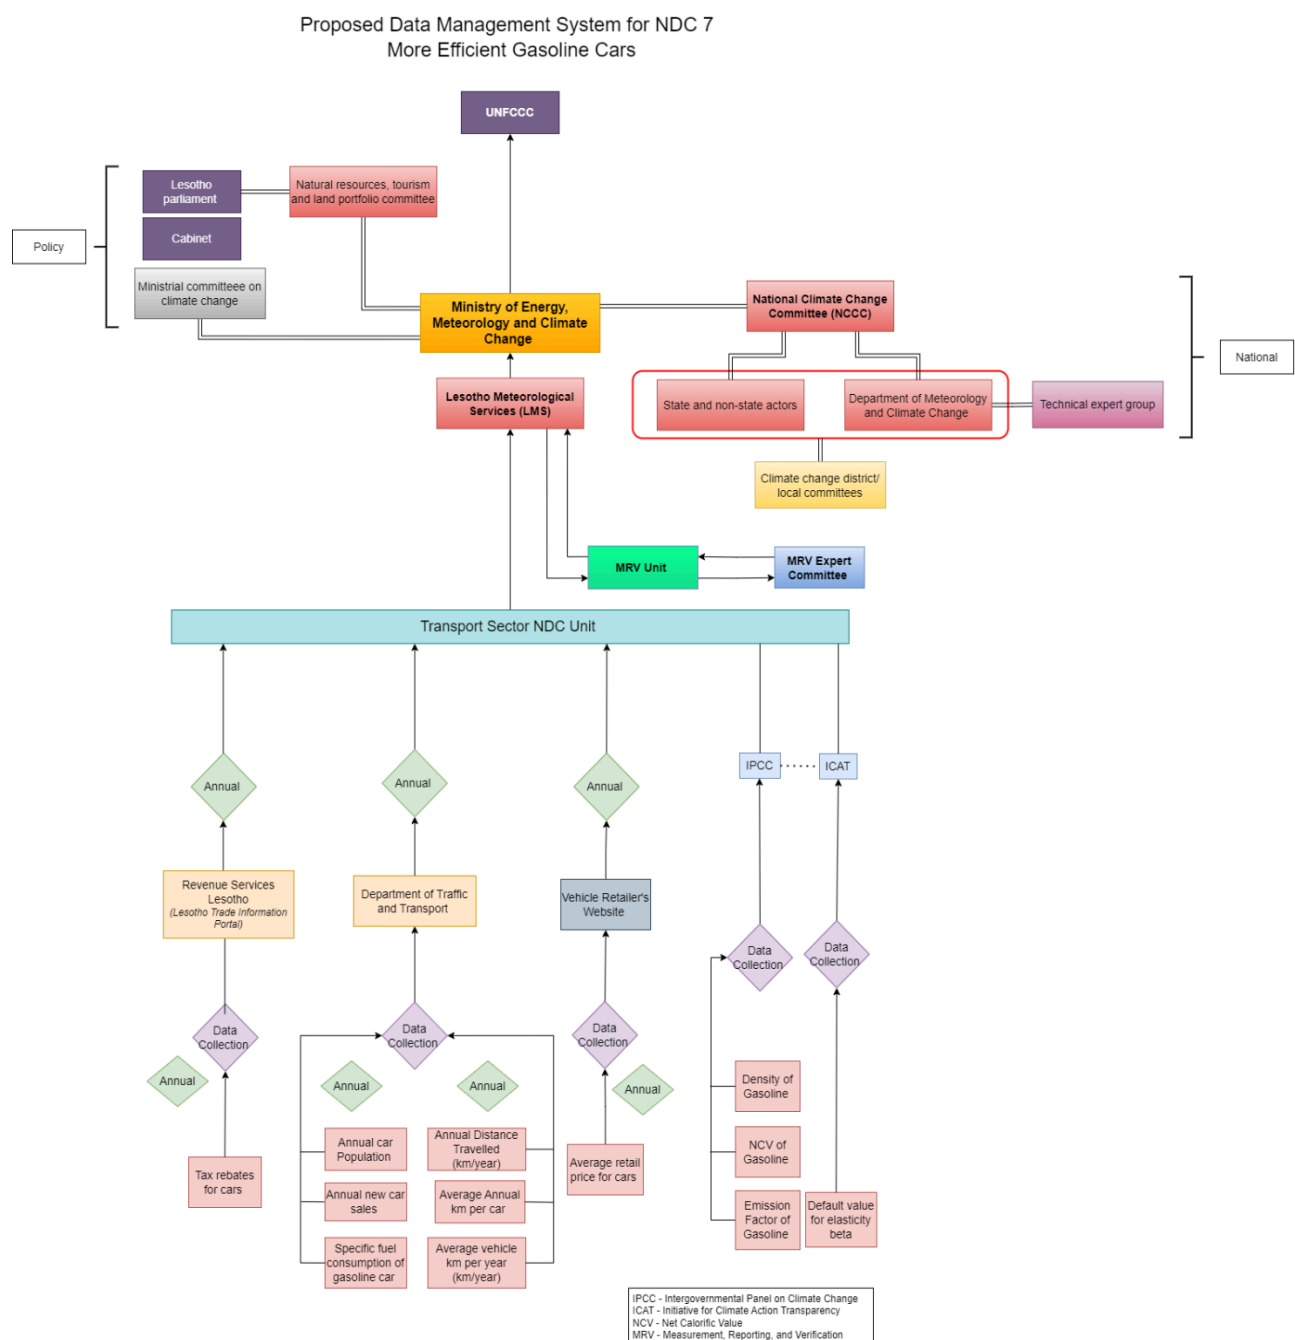 Proposed Data Management System for NDC 7
More Efficient Gasoline Cars
UNFCCC
Policy
Lesotho
parliament
Natural resources, tourism
and land portfolio committee
Cabinet
Ministrial committeee on
climate change
Ministry of Energy,
Meteorology and Climate
Change
National Climate Change
Committee (NCCC)
National
Lesotho Meteorological
Services (LMS)
State and non-state actors
Department of Meteorology
and Climate Change
Technical expert group
Climate change district/
local committees
MRV Unit
MRV Expert
Committee
Transport Sector NDC Unit
Annual
Annual
Annual
IPCC
ICAT
Revenue Services
Lesotho
(Lesotho Trade Information
Portal)
Department of Traffic
and Transport
Vehicle Retailer's
Website
Data
Collection
Data
Collection
Data
Collection
Data
Collection
Data
Collection
Annual
Annual
Annual
Annual
Tax rebates
for cars
Annual car
Population
Annual new car
sales
Specific fuel
consumption of
gasoline car
Annual Distance
Travelled
(km/year)
Average Annual
km per car
Average vehicle
km per year
(km/year)
Average retail
price for cars
Density of
Gasoline
NCV of
Gasoline
Emission
Factor of
Gasoline
Default value
for elasticity
beta
IPCC - Intergovernmental Panel on Climate Change
ICAT - Initiative for Climate Action Transparency
NCV - Net Calorific Value
MRV - Measurement, Reporting, and Verification